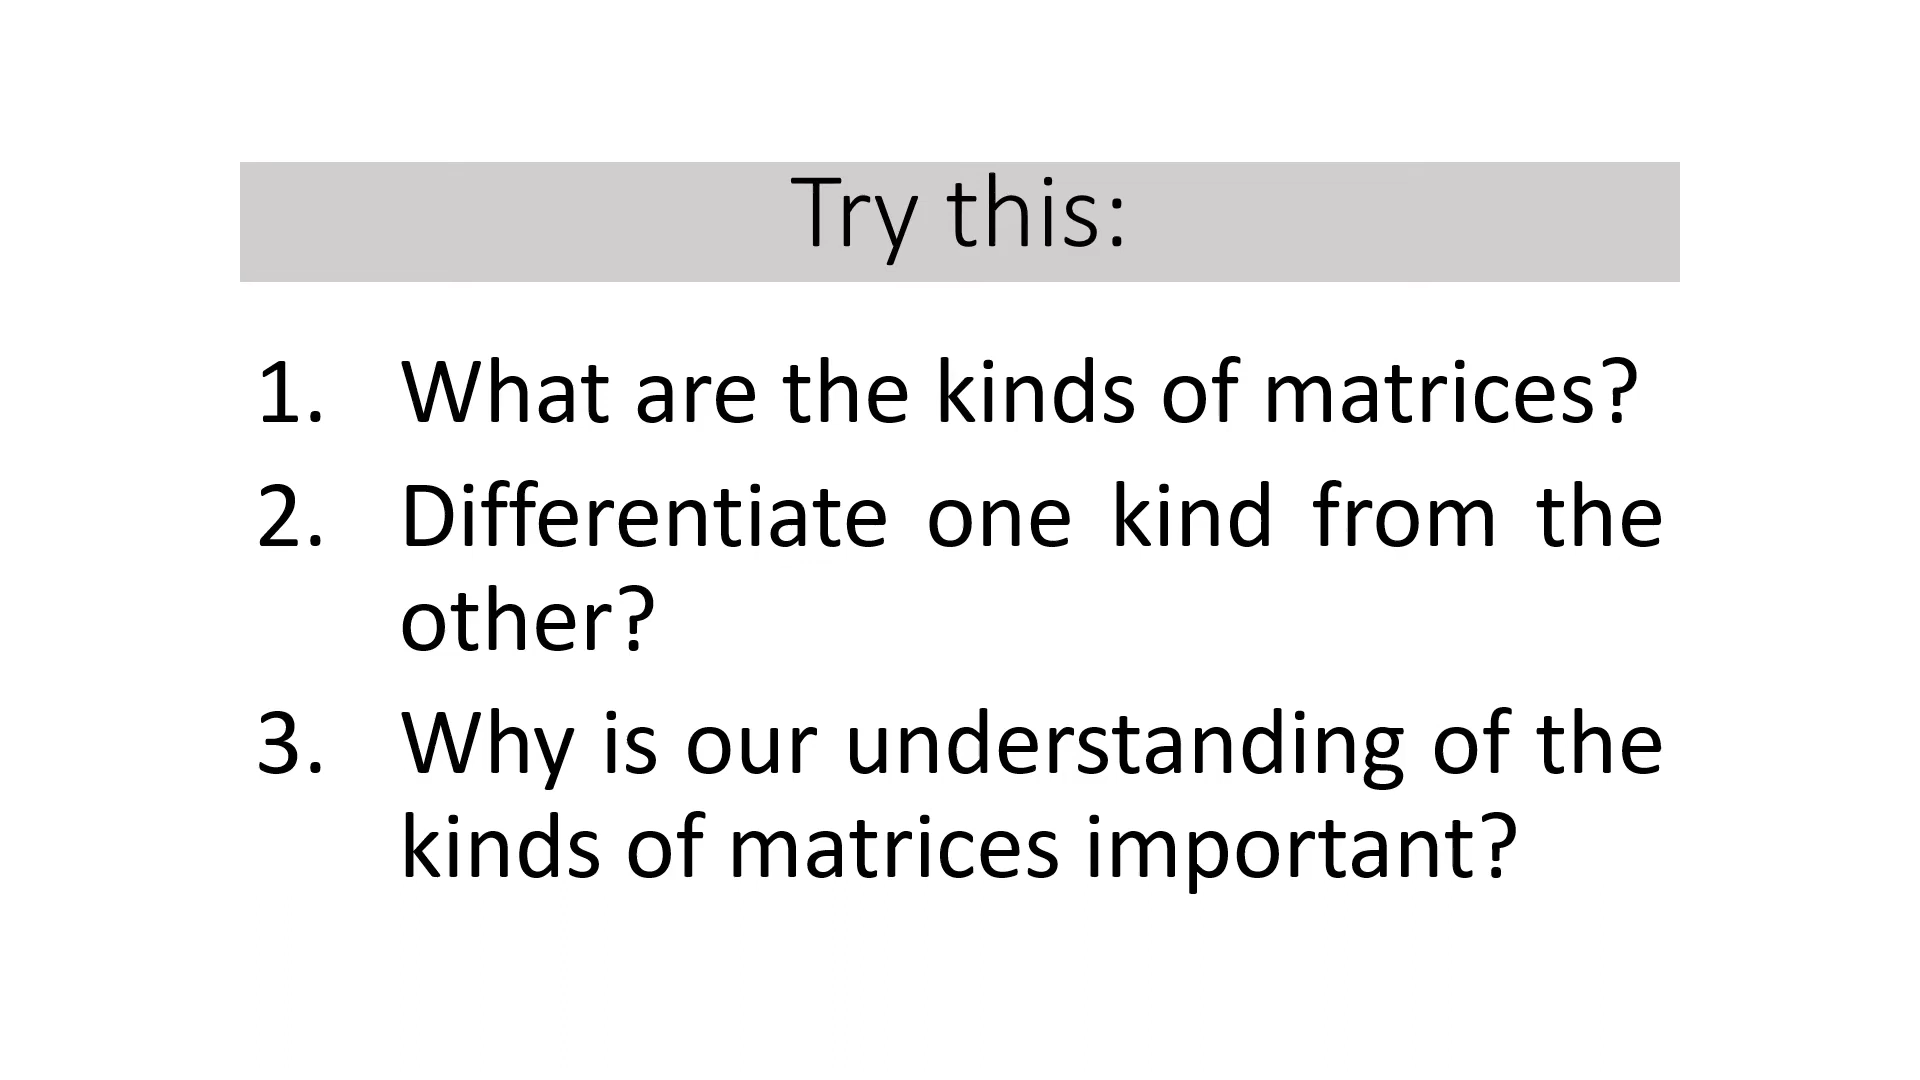 Try this:
1. What are the kinds of matrices?
2. Differentiate one kind from the
other?
3. Why is our understanding of the
kinds of matrices important?